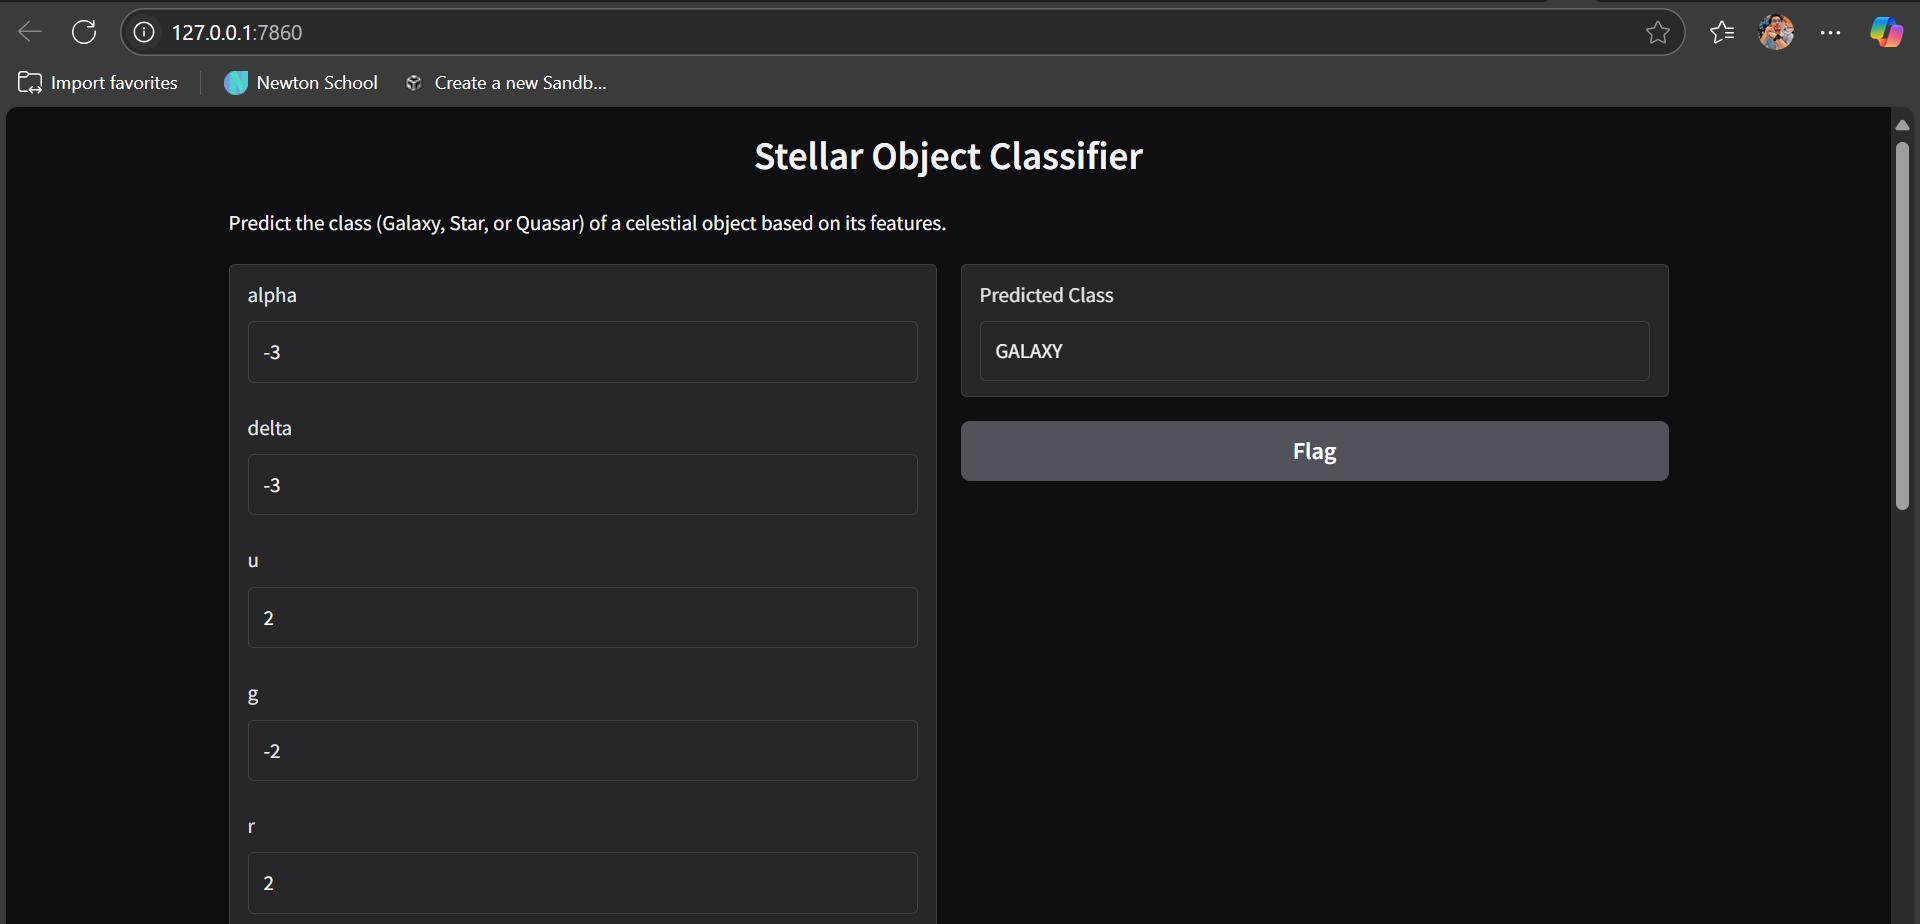 127.0.0.1:7860
Import favorites
Newton School
Create a new Sandb...
Stellar Object Classifier
Predict the class (Galaxy, Star, or Quasar) of a celestial object based on its features.
alpha
-3
delta
-3
u
2
g
-2
r
2
Predicted Class
GALAXY
Flag